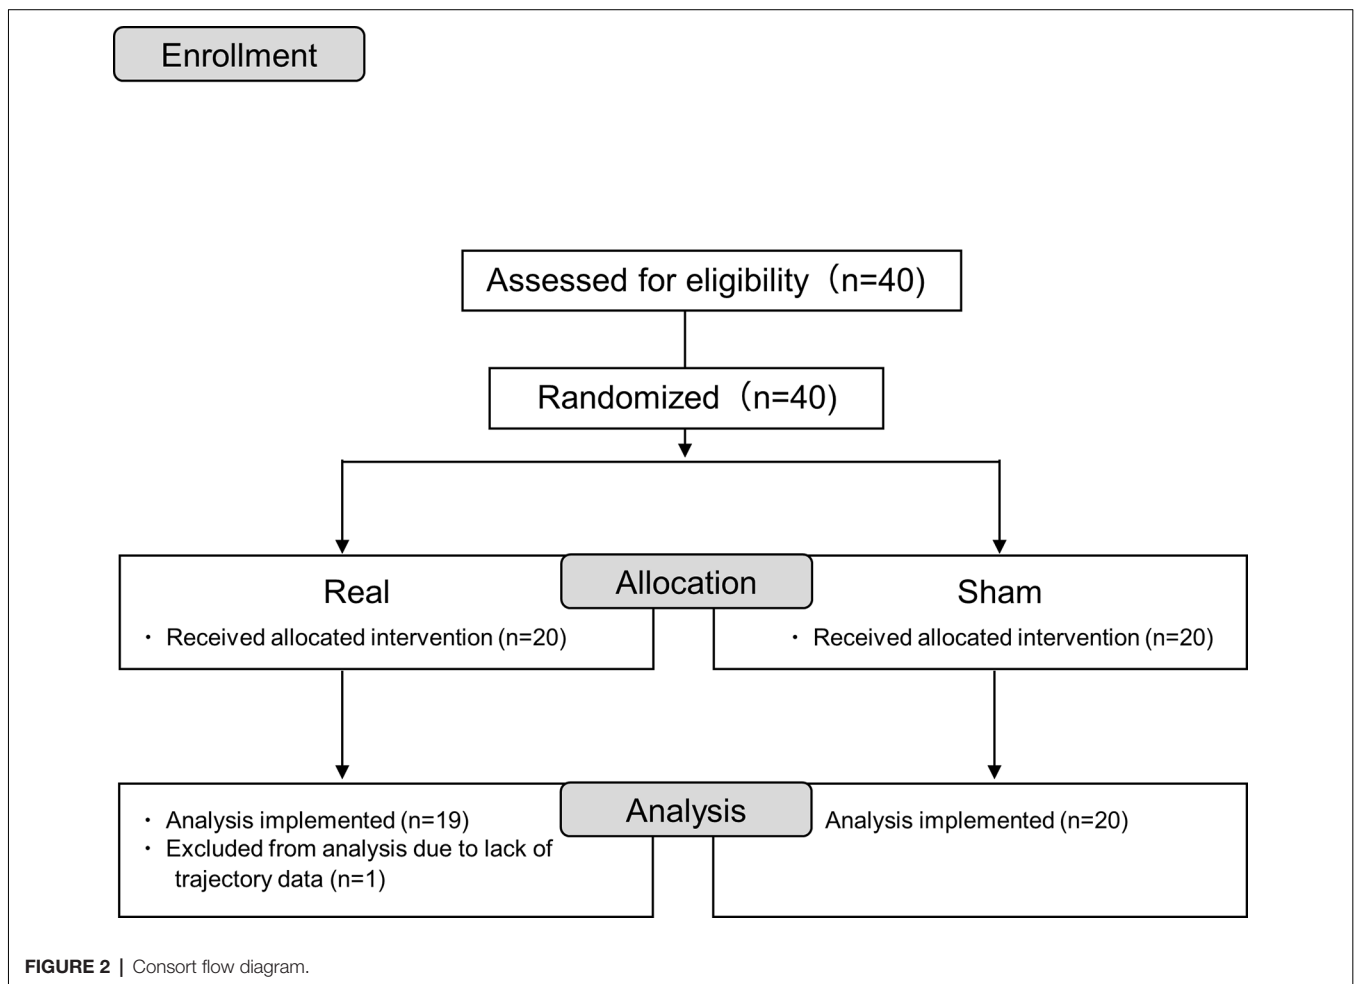 Enrollment
Assessed for eligibility（n=40)
Randomized（n=40)
Allocation
Real
・ Received allocated intervention (n=20)
Sham
・ Received allocated intervention (n=20)
Analysis
・ Analysis implemented (n=19)
・ Excluded from analysis due to lack of
trajectory data (n=1)
Analysis implemented (n=20)
FIGURE 2 | Consort flow diagram.